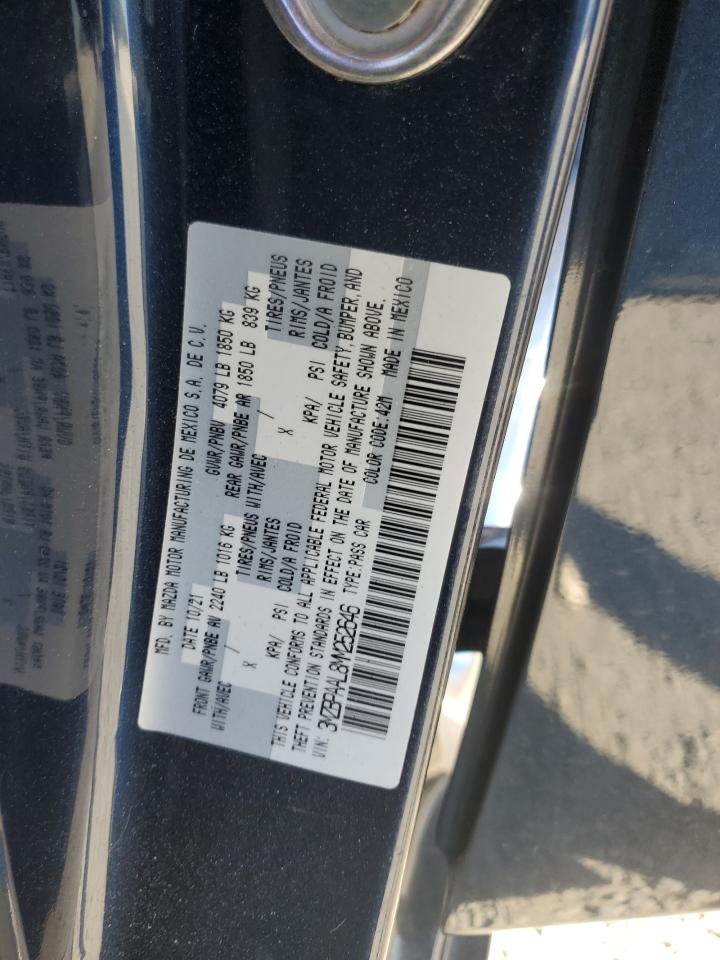 MFD. BY MAZDA MOTOR MANUFACTURING DE MEXICO S.A. DE C.V.
DATE 10/21 GVWR/PNBV 4079 LB 1850 KG
FRONT GAWR/PNBE AV 2240 LB 1016 KG REAR GAWR/PNBE AR 1850 LB 839 KG
WITH/AVEC / TIRES/PNEUS WITH/AVEC / TIRES/PNEUS
X RIMS/JANTES X RIMS/JANTES
KPA/ PSI COLD/A FROID KPA/ PSI COLD/A FROID
THIS VEHICLE CONFORMS TO ALL APPLICABLE FEDERAL MOTOR VEHICLE SAFETY, BUMPER, AND
THEFT PREVENTION STANDARDS IN EFFECT ON THE DATE OF MANUFACTURE SHOWN ABOVE.
VIN: 3MZBPAAL8MM252646 TYPE:PASS CAR COLOR CODE:42M MADE IN MEXICO